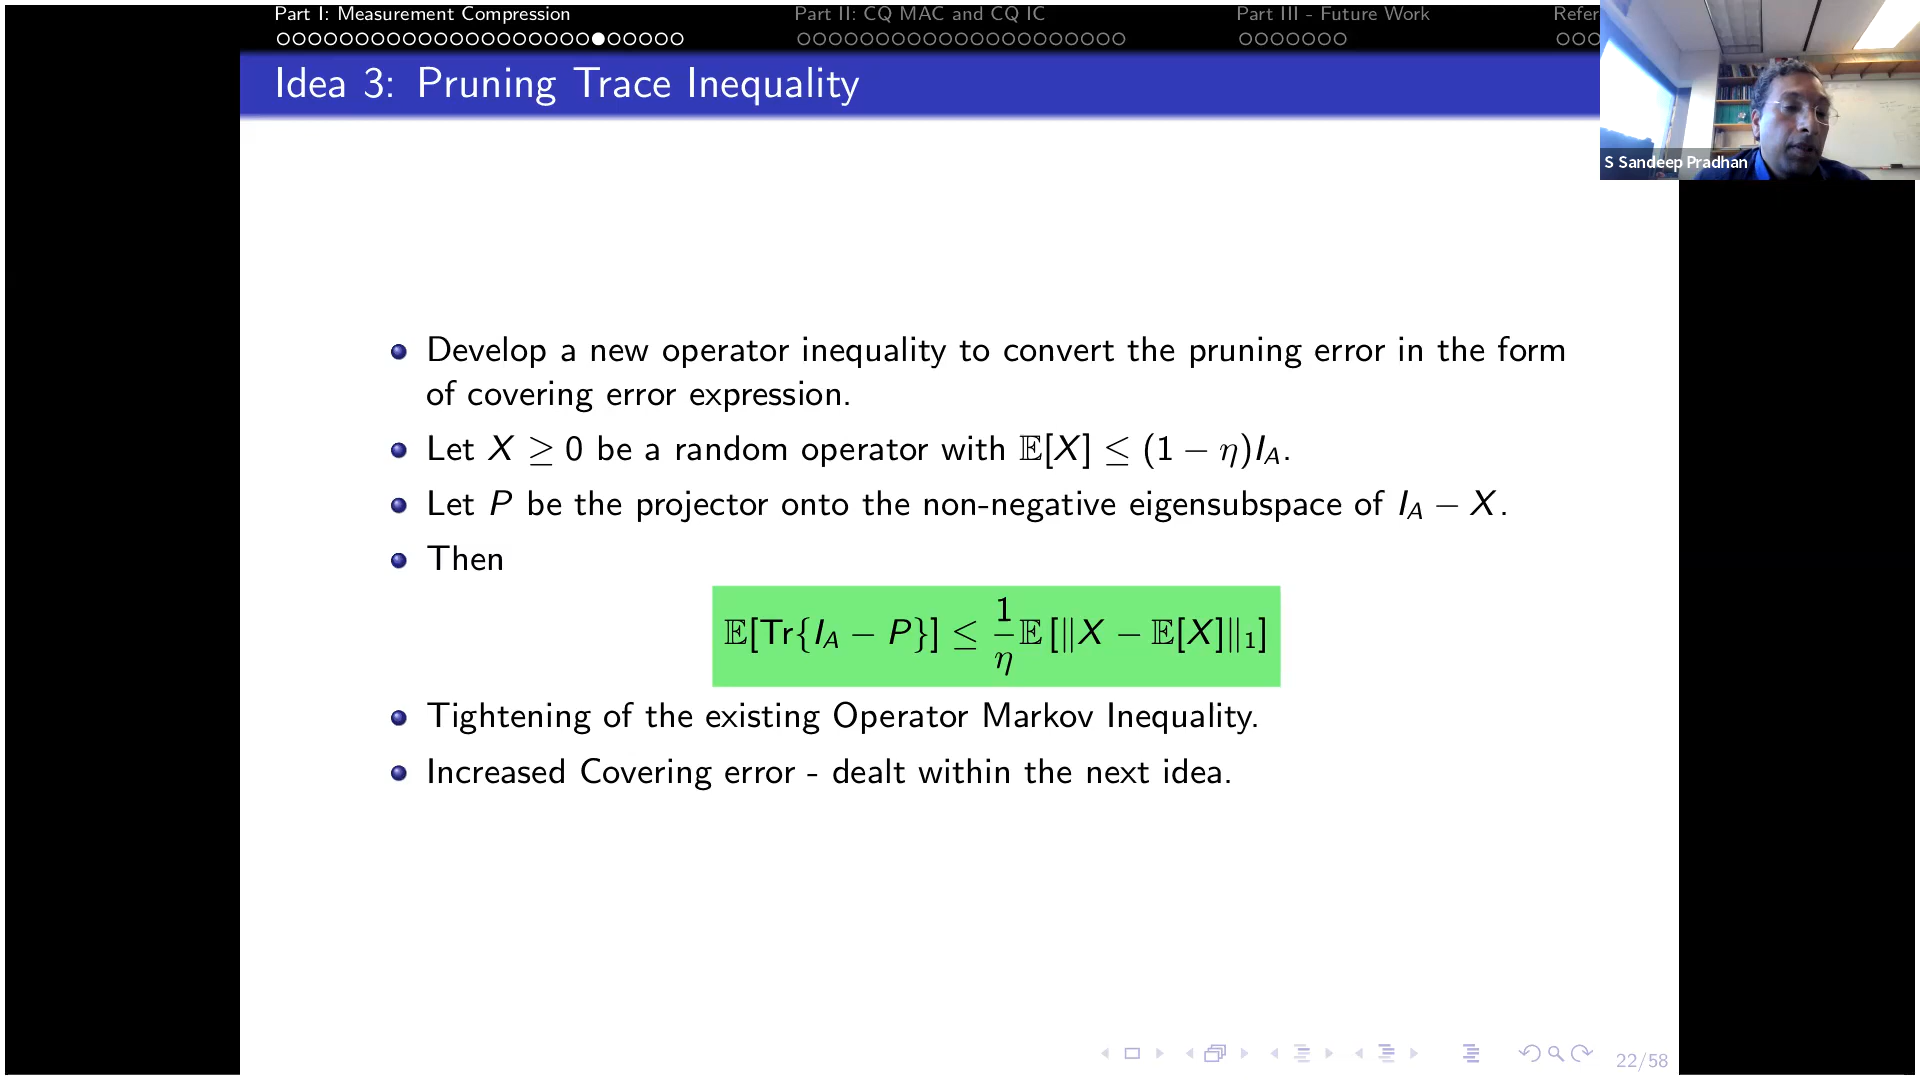 Part I: Measurement Compression Part II: CQ MAC and CQ IC Part III - Future Work Refer
Idea 3: Pruning Trace Inequality
S Sandeep Pradhan
Develop a new operator inequality to convert the pruning error in the form
of covering error expression.
Let X ≥ 0 be a random operator with 𝔼[X] ≤ (1 − η)I_A.
Let P be the projector onto the non-negative eigensubspace of I_A − X.
Then
𝔼[Tr{I_A − P}] ≤ 1/η 𝔼[‖X − 𝔼[X]‖₁]
Tightening of the existing Operator Markov Inequality.
Increased Covering error - dealt within the next idea.
22/58